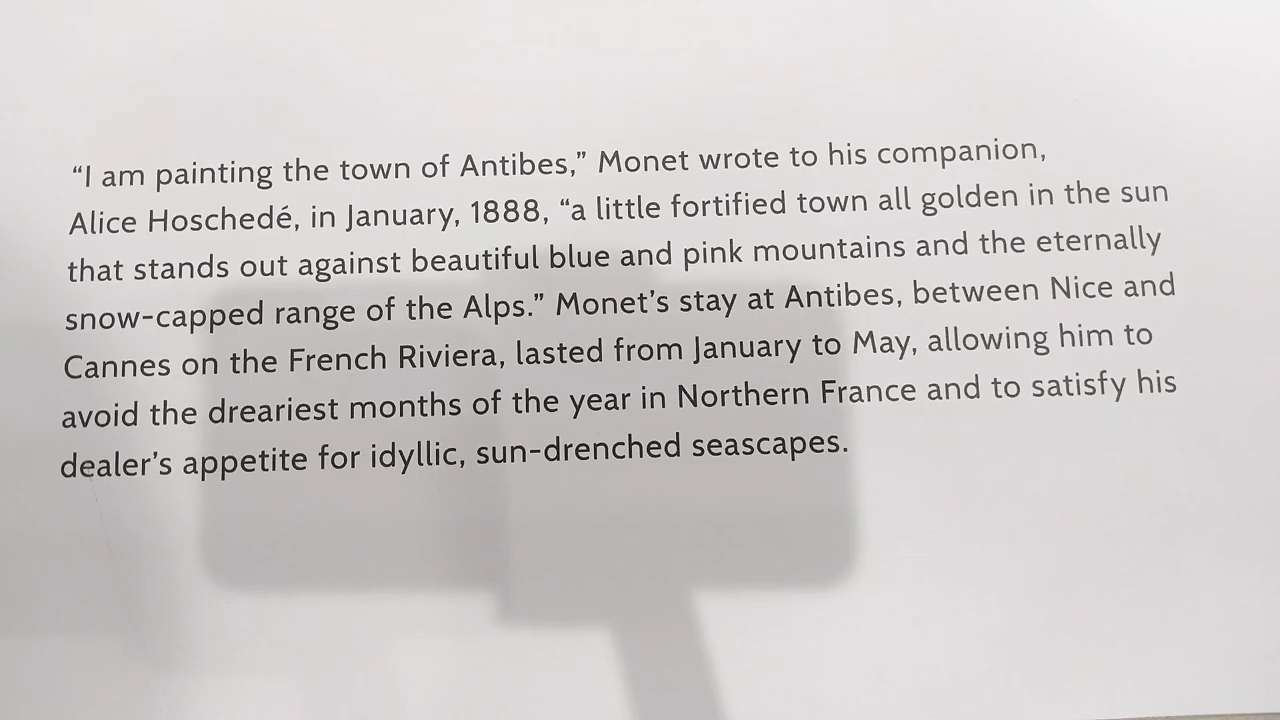 “I am painting the town of Antibes,” Monet wrote to his companion,
Alice Hoschedé, in January, 1888, “a little fortified town all golden in the sun
that stands out against beautiful blue and pink mountains and the eternally
snow-capped range of the Alps.” Monet’s stay at Antibes, between Nice and
Cannes on the French Riviera, lasted from January to May, allowing him to
avoid the dreariest months of the year in Northern France and to satisfy his
dealer’s appetite for idyllic, sun-drenched seascapes.